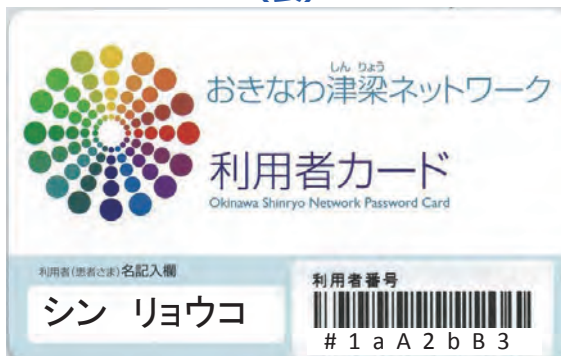 しん りょう
おきなわ津梁ネットワーク
利用者カード
Okinawa Shinryo Network Password Card
利用者(患者さま)名記入欄
シン リョウコ
利用者番号
#1aA2bB3